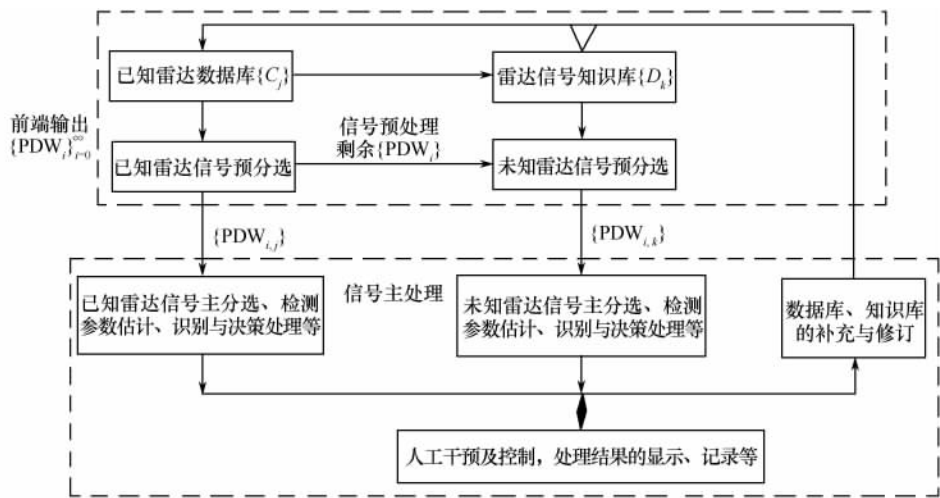 已知雷达数据库{C_j}
雷达信号知识库{D_k}
前端输出
{PDW_i}_{i=0}^∞
信号预处理
剩余{PDW_i}
已知雷达信号预分选
未知雷达信号预分选
{PDW_{i,j}}
{PDW_{i,k}}
信号主处理
已知雷达信号主分选、检测
参数估计、识别与决策处理等
未知雷达信号主分选、检测
参数估计、识别与决策处理等
数据库、知识库
的补充与修订
人工干预及控制，处理结果的显示、记录等